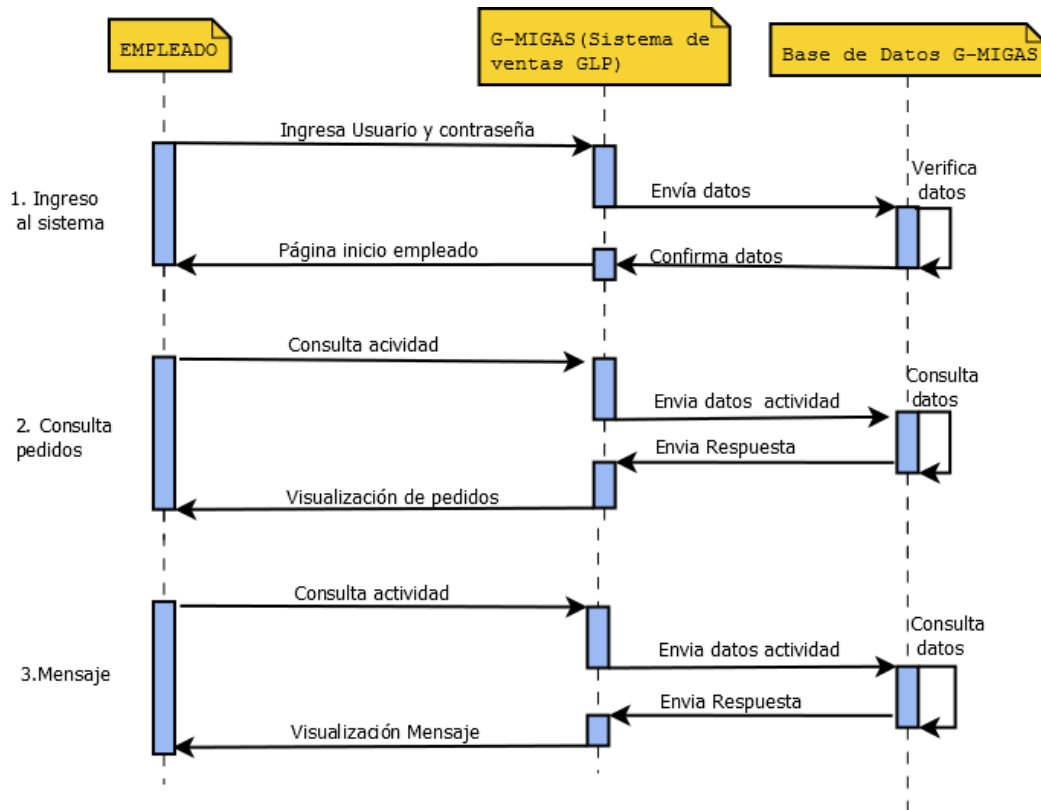 EMPLEADO
G-MIGAS(Sistema de
ventas GLP)
Base de Datos G-MIGAS
1. Ingreso
al sistema
Ingresa Usuario y contraseña
Envía datos
Verifica
datos
Página inicio empleado
Confirma datos
2. Consulta
pedidos
Consulta acividad
Envia datos  actividad
Consulta
datos
Envia Respuesta
Visualización de pedidos
3.Mensaje
Consulta actividad
Envia datos actividad
Consulta
datos
Envia Respuesta
Visualización Mensaje